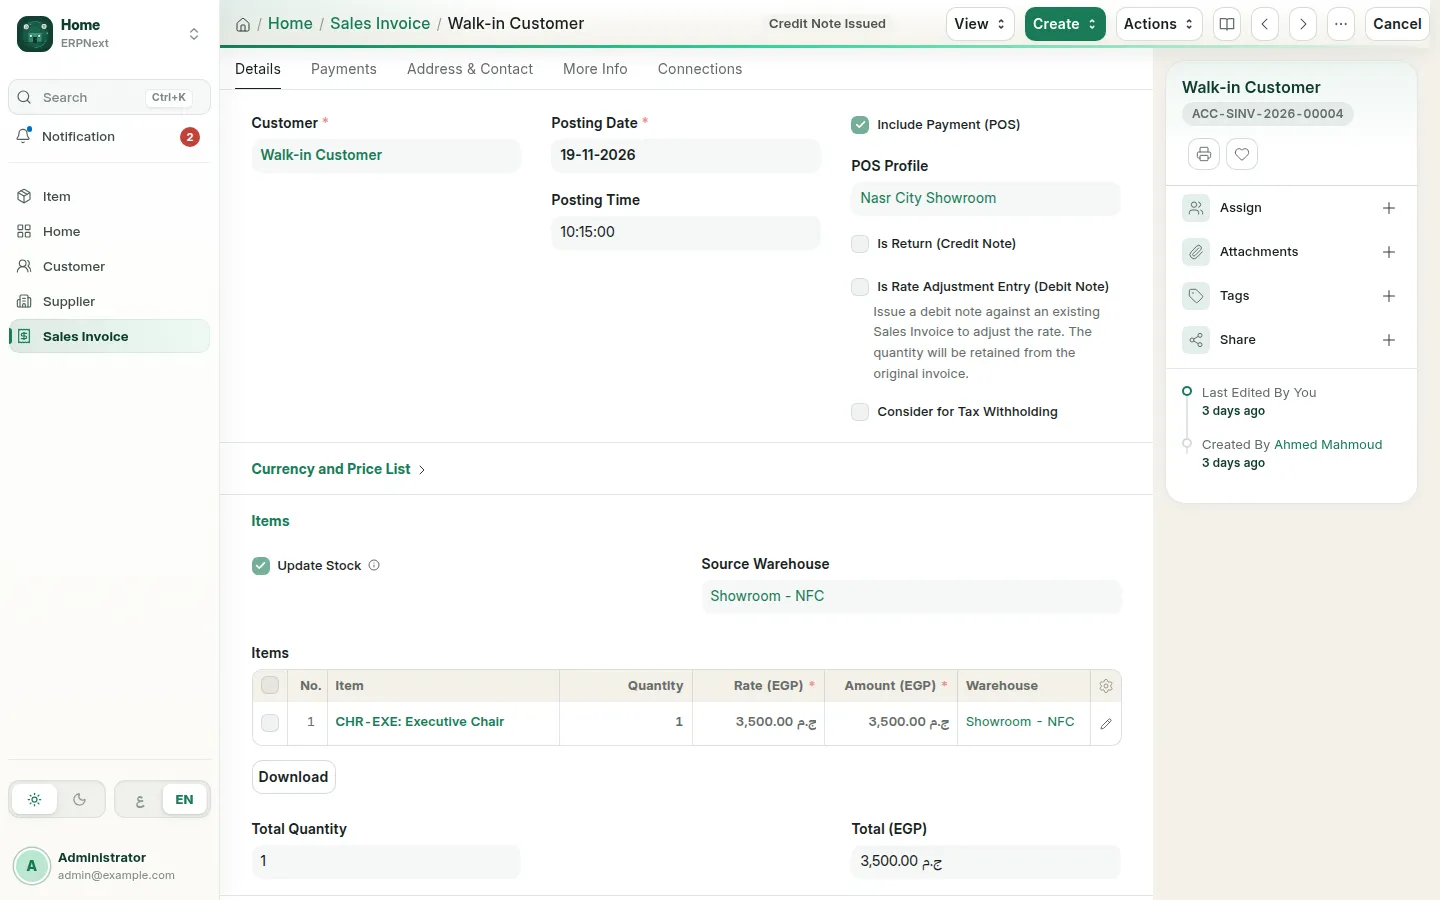 Home
ERPNext
Search
Ctrl+K
Notification
2
Item
Home
Customer
Supplier
Sales Invoice
ع
EN
A
Administrator
admin@example.com
/ Home / Sales Invoice / Walk-in Customer
Credit Note Issued
View
Create
Actions
Cancel
Details
Payments
Address & Contact
More Info
Connections
Customer *
Walk-in Customer
Posting Date *
19-11-2026
Posting Time
10:15:00
Include Payment (POS)
POS Profile
Nasr City Showroom
Is Return (Credit Note)
Is Rate Adjustment Entry (Debit Note)
Issue a debit note against an existing
Sales Invoice to adjust the rate. The
quantity will be retained from the
original invoice.
Consider for Tax Withholding
Currency and Price List
Items
Update Stock
Source Warehouse
Showroom - NFC
Items
No. Item Quantity Rate (EGP) * Amount (EGP) * Warehouse
1 CHR-EXE: Executive Chair 1 3,500.00 ج.م 3,500.00 ج.م Showroom - NFC
Download
Total Quantity
1
Total (EGP)
3,500.00 ج.م
Walk-in Customer
ACC-SINV-2026-00004
Assign
Attachments
Tags
Share
Last Edited By You
3 days ago
Created By Ahmed Mahmoud
3 days ago